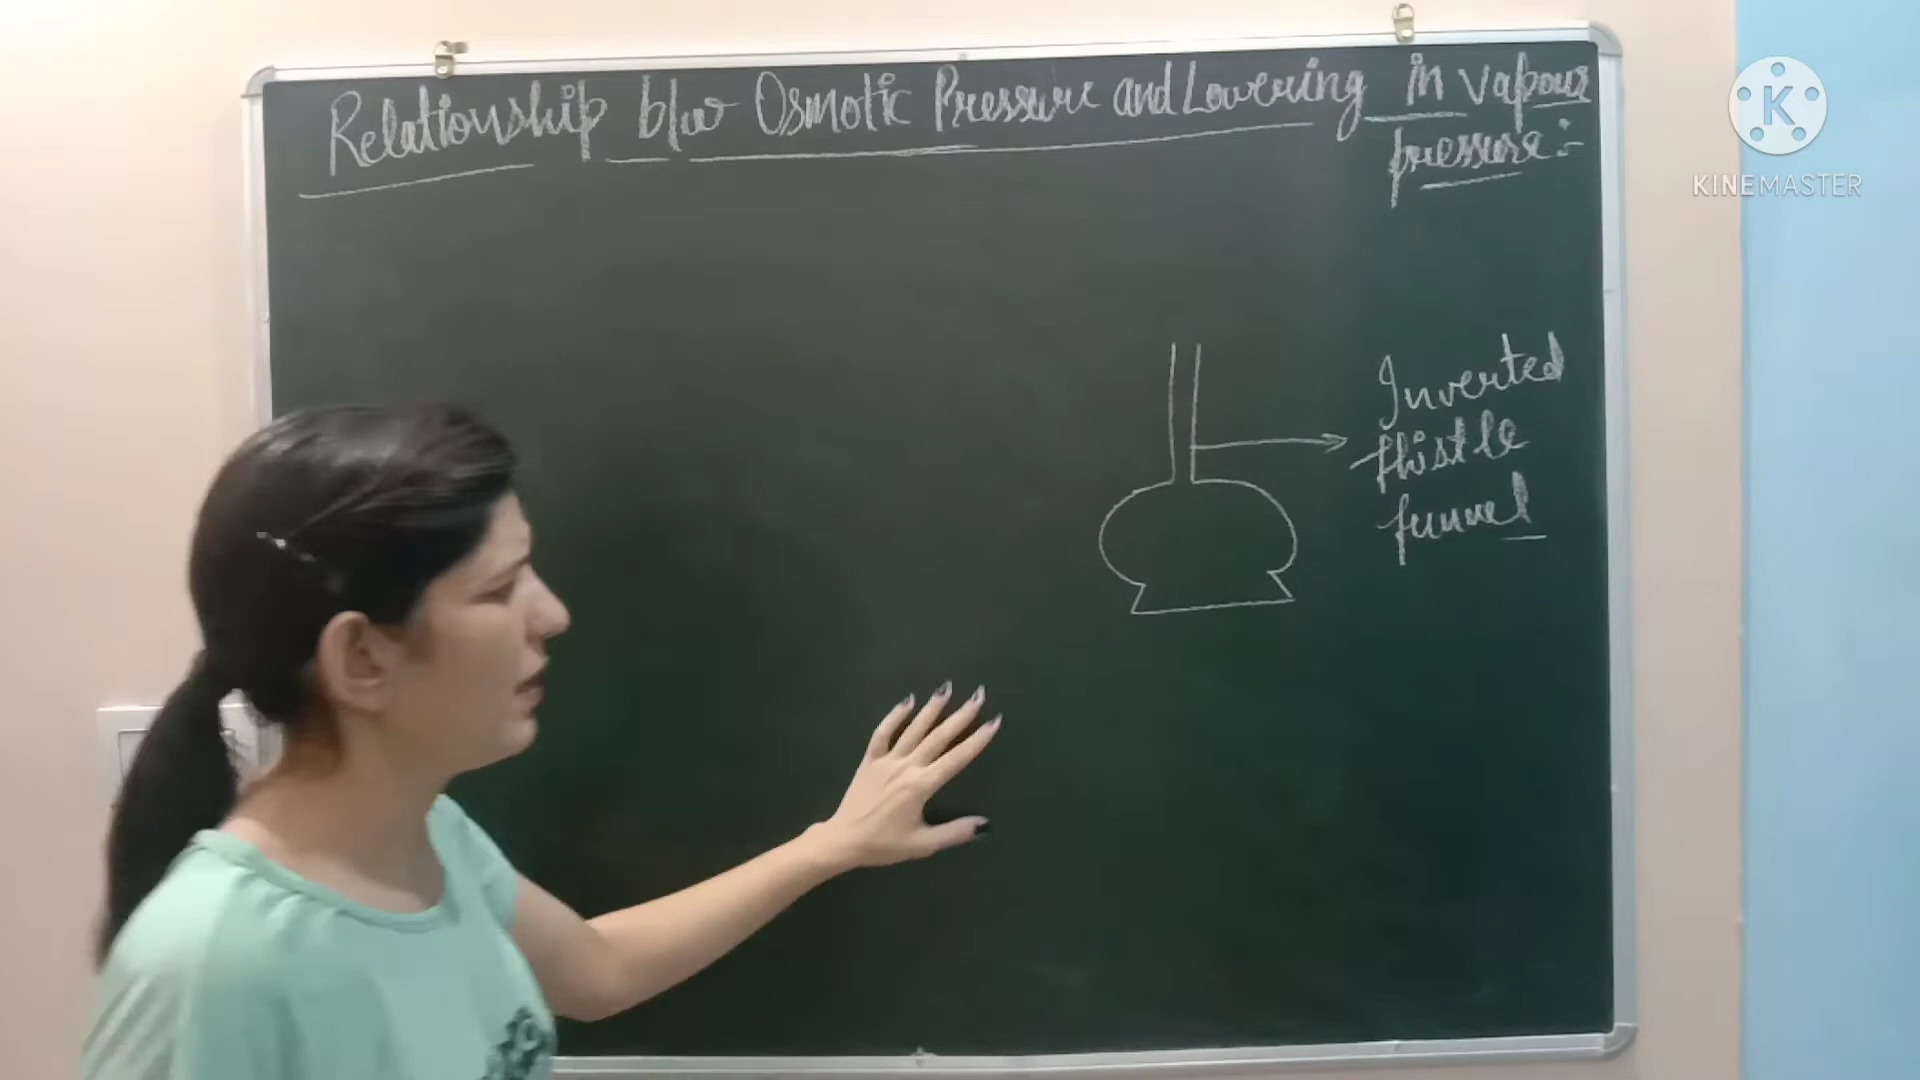 Relationship b/w Osmotic Pressure and Lowering in vapour
pressure :-
Inverted
thistle
funnel
K
KINEMASTER